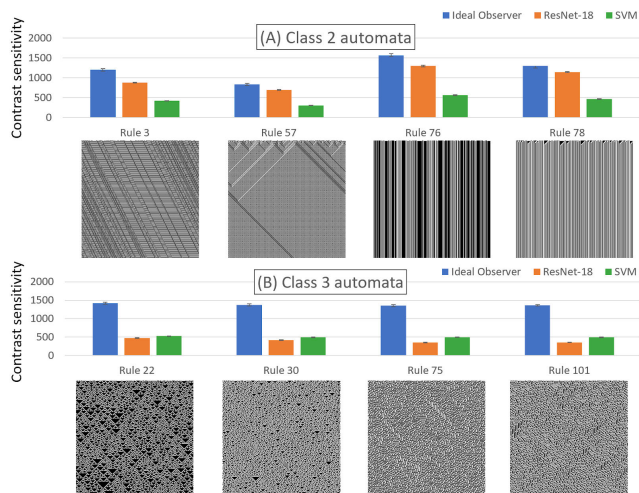 Ideal Observer ResNet-18 SVM
(A) Class 2 automata
Contrast sensitivity
2000
1500
1000
500
0
Rule 3 Rule 57 Rule 76 Rule 78
Ideal Observer ResNet-18 SVM
(B) Class 3 automata
Contrast sensitivity
2000
1500
1000
500
0
Rule 22 Rule 30 Rule 75 Rule 101